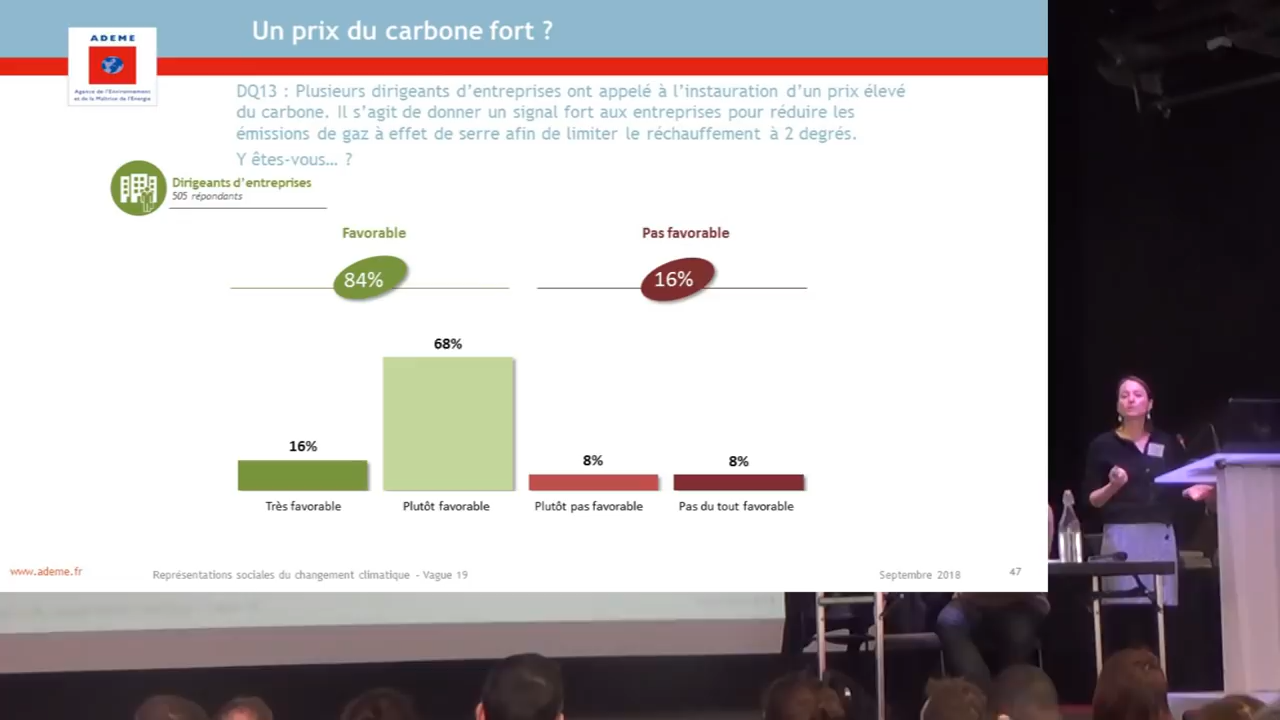 Un prix du carbone fort ?
ADEME
Agence de l'Environnement
et de la Maîtrise de l'Energie
DQ13 : Plusieurs dirigeants d'entreprises ont appelé à l'instauration d'un prix élevé
du carbone. Il s'agit de donner un signal fort aux entreprises pour réduire les
émissions de gaz à effet de serre afin de limiter le réchauffement à 2 degrés.
Y êtes-vous... ?
Dirigeants d'entreprises
505 répondants
Favorable
Pas favorable
84%
16%
68%
16%
8%
8%
Très favorable
Plutôt favorable
Plutôt pas favorable
Pas du tout favorable
www.ademe.fr
Représentations sociales du changement climatique - Vague 19
Septembre 2018
47